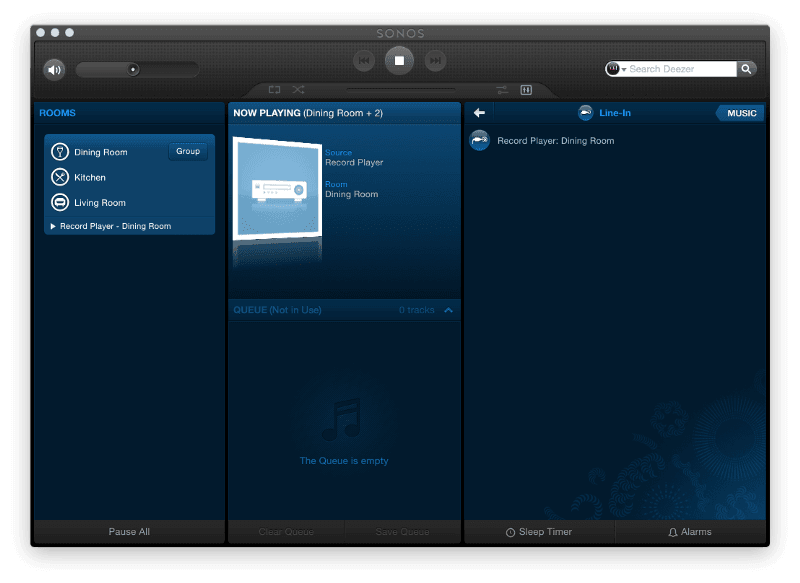 SONOS
Search Deezer
ROOMS
Dining Room
Group
Kitchen
Living Room
Record Player - Dining Room
Pause All
NOW PLAYING (Dining Room + 2)
Source
Record Player
Room
Dining Room
QUEUE (Not in Use)
0 tracks
The Queue is empty
Clear Queue
Save Queue
Line-In
MUSIC
Record Player: Dining Room
Sleep Timer
Alarms